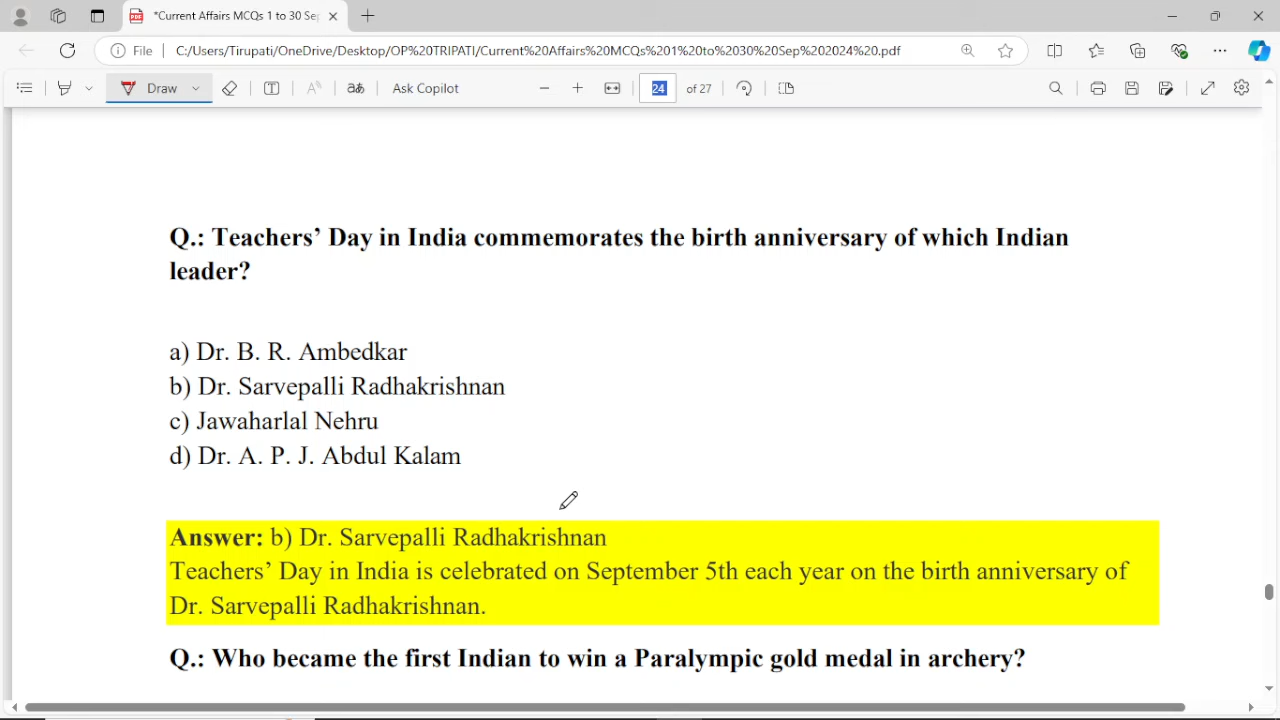 *Current Affairs MCQs 1 to 30 Sep
File
C:/Users/Tirupati/OneDrive/Desktop/OP%20TRIPATI/Current%20Affairs%20MCQs%201%20to%2030%20Sep%202024%20.pdf
Draw
aあ
Ask Copilot
24 of 27
Q.: Teachers’ Day in India commemorates the birth anniversary of which Indian
leader?
a) Dr. B. R. Ambedkar
b) Dr. Sarvepalli Radhakrishnan
c) Jawaharlal Nehru
d) Dr. A. P. J. Abdul Kalam
Answer: b) Dr. Sarvepalli Radhakrishnan
Teachers’ Day in India is celebrated on September 5th each year on the birth anniversary of
Dr. Sarvepalli Radhakrishnan.
Q.: Who became the first Indian to win a Paralympic gold medal in archery?